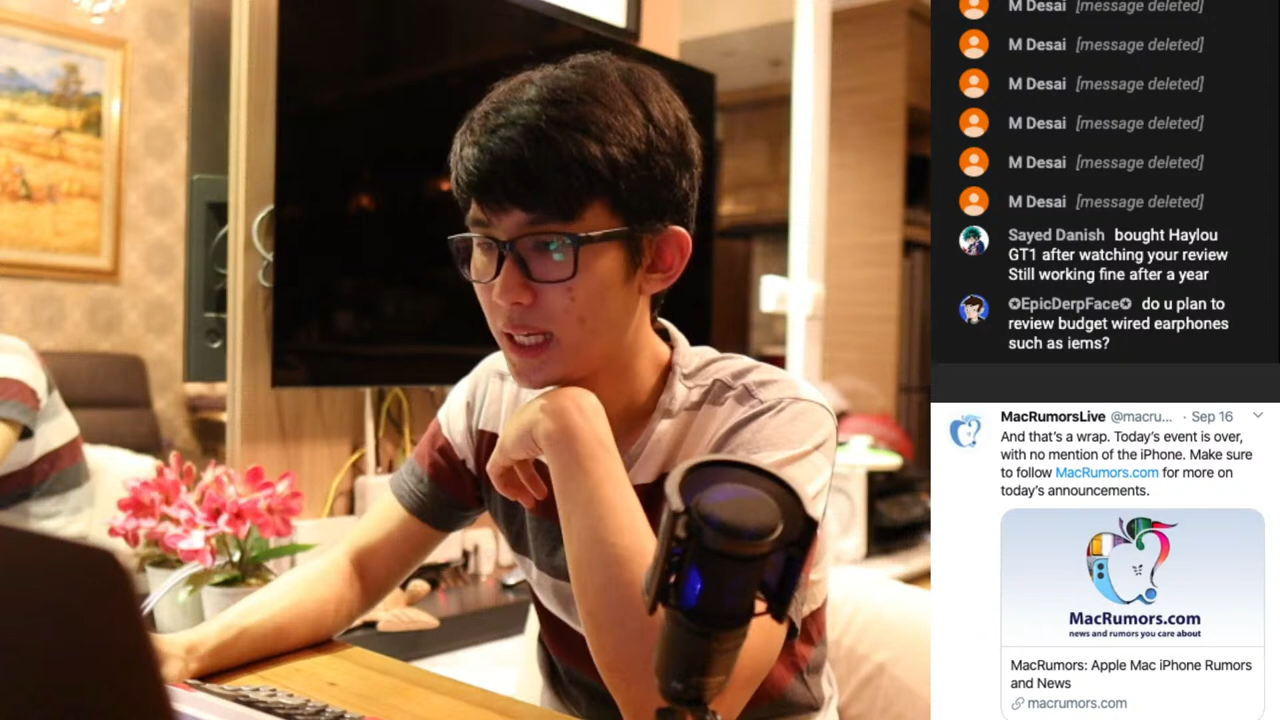 M Desai [message deleted]
M Desai [message deleted]
M Desai [message deleted]
M Desai [message deleted]
M Desai [message deleted]
M Desai [message deleted]
Sayed Danish bought Haylou
GT1 after watching your review
Still working fine after a year
✪EpicDerpFace✪ do u plan to
review budget wired earphones
such as iems?
MacRumorsLive @macru... · Sep 16
And that's a wrap. Today's event is over,
with no mention of the iPhone. Make sure
to follow MacRumors.com for more on
today's announcements.
MacRumors.com
news and rumors you care about
MacRumors: Apple Mac iPhone Rumors
and News
macrumors.com